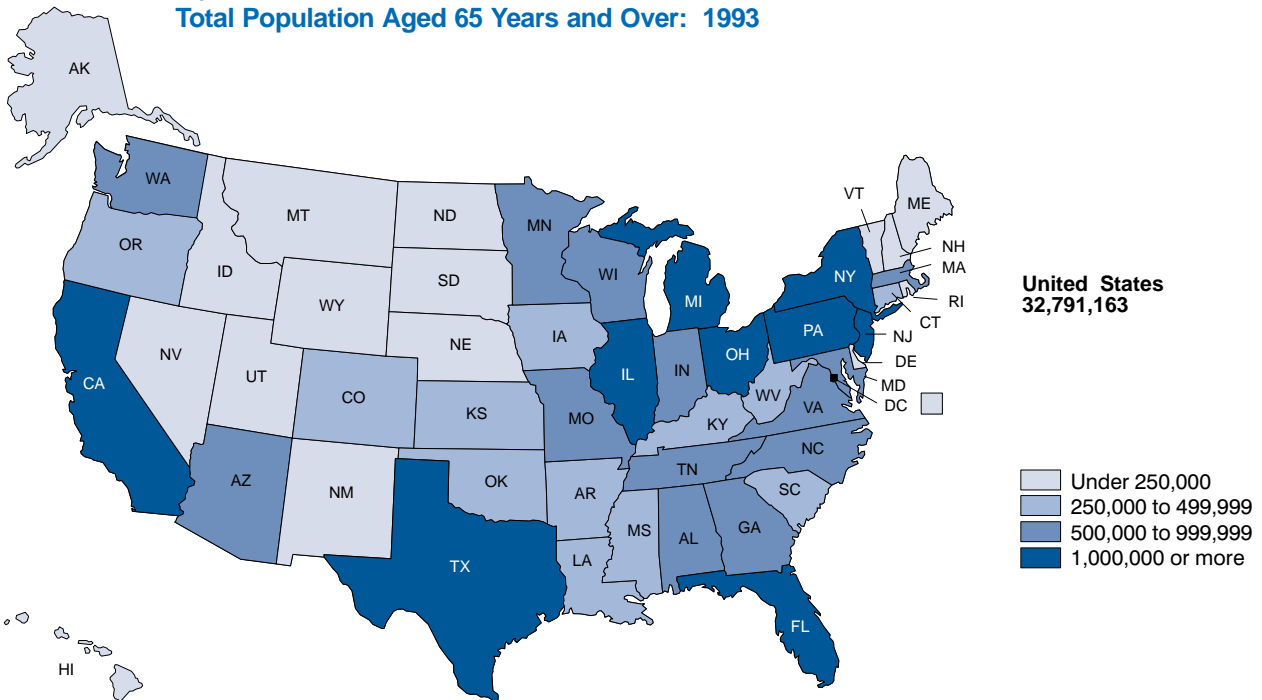 Total Population Aged 65 Years and Over: 1993
AK
WA
MT
ND
MN
VT
ME
OR
ID
SD
WI
NY
NH
MA
WY
MI
RI
United States
32,791,163
NV
UT
NE
IA
PA
CT
NJ
CA
CO
IL
IN
OH
DE
MD
DC
KS
MO
WV
VA
KY
AZ
NM
OK
AR
TN
NC
SC
MS
AL
GA
TX
LA
FL
HI
Under 250,000
250,000 to 499,999
500,000 to 999,999
1,000,000 or more